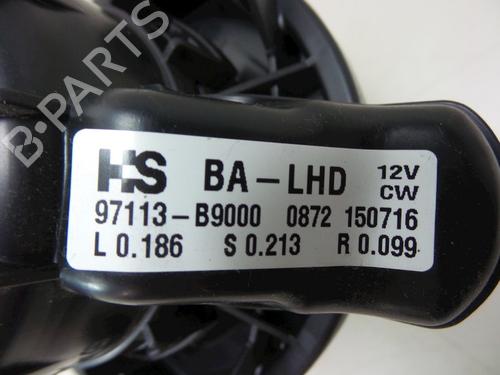 B-PARTS
HS BA-LHD 12V CW
97113-B9000 0872 150716
L 0.186 S 0.213 R 0.099